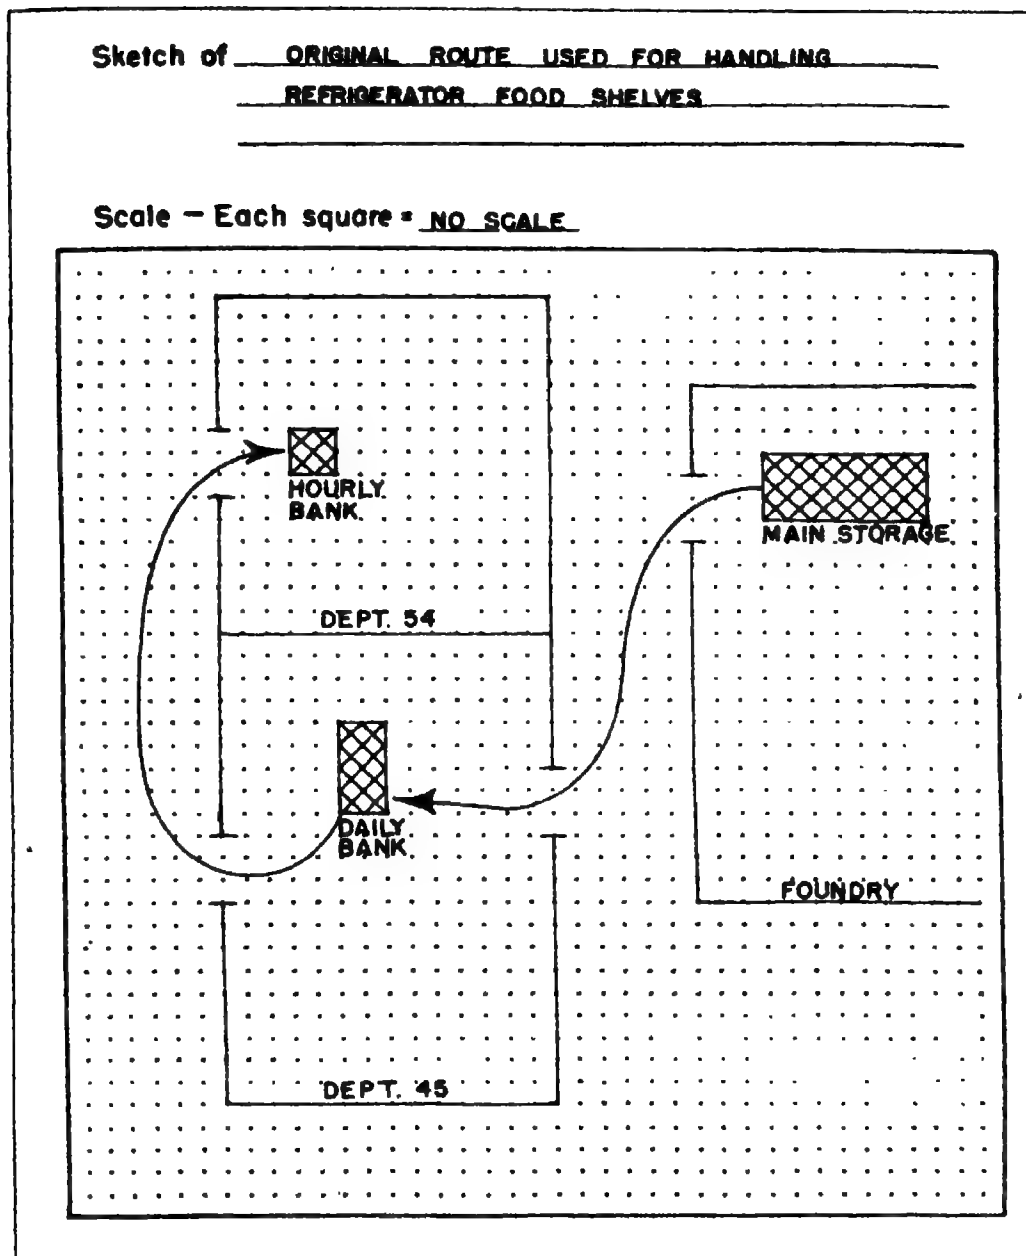 Sketch of ORIGINAL ROUTE USED FOR HANDLING
REFRIGERATOR FOOD SHELVES
Scale - Each square = NO SCALE
HOURLY
BANK
MAIN STORAGE
DEPT. 54
DAILY
BANK
FOUNDRY
DEPT. 45